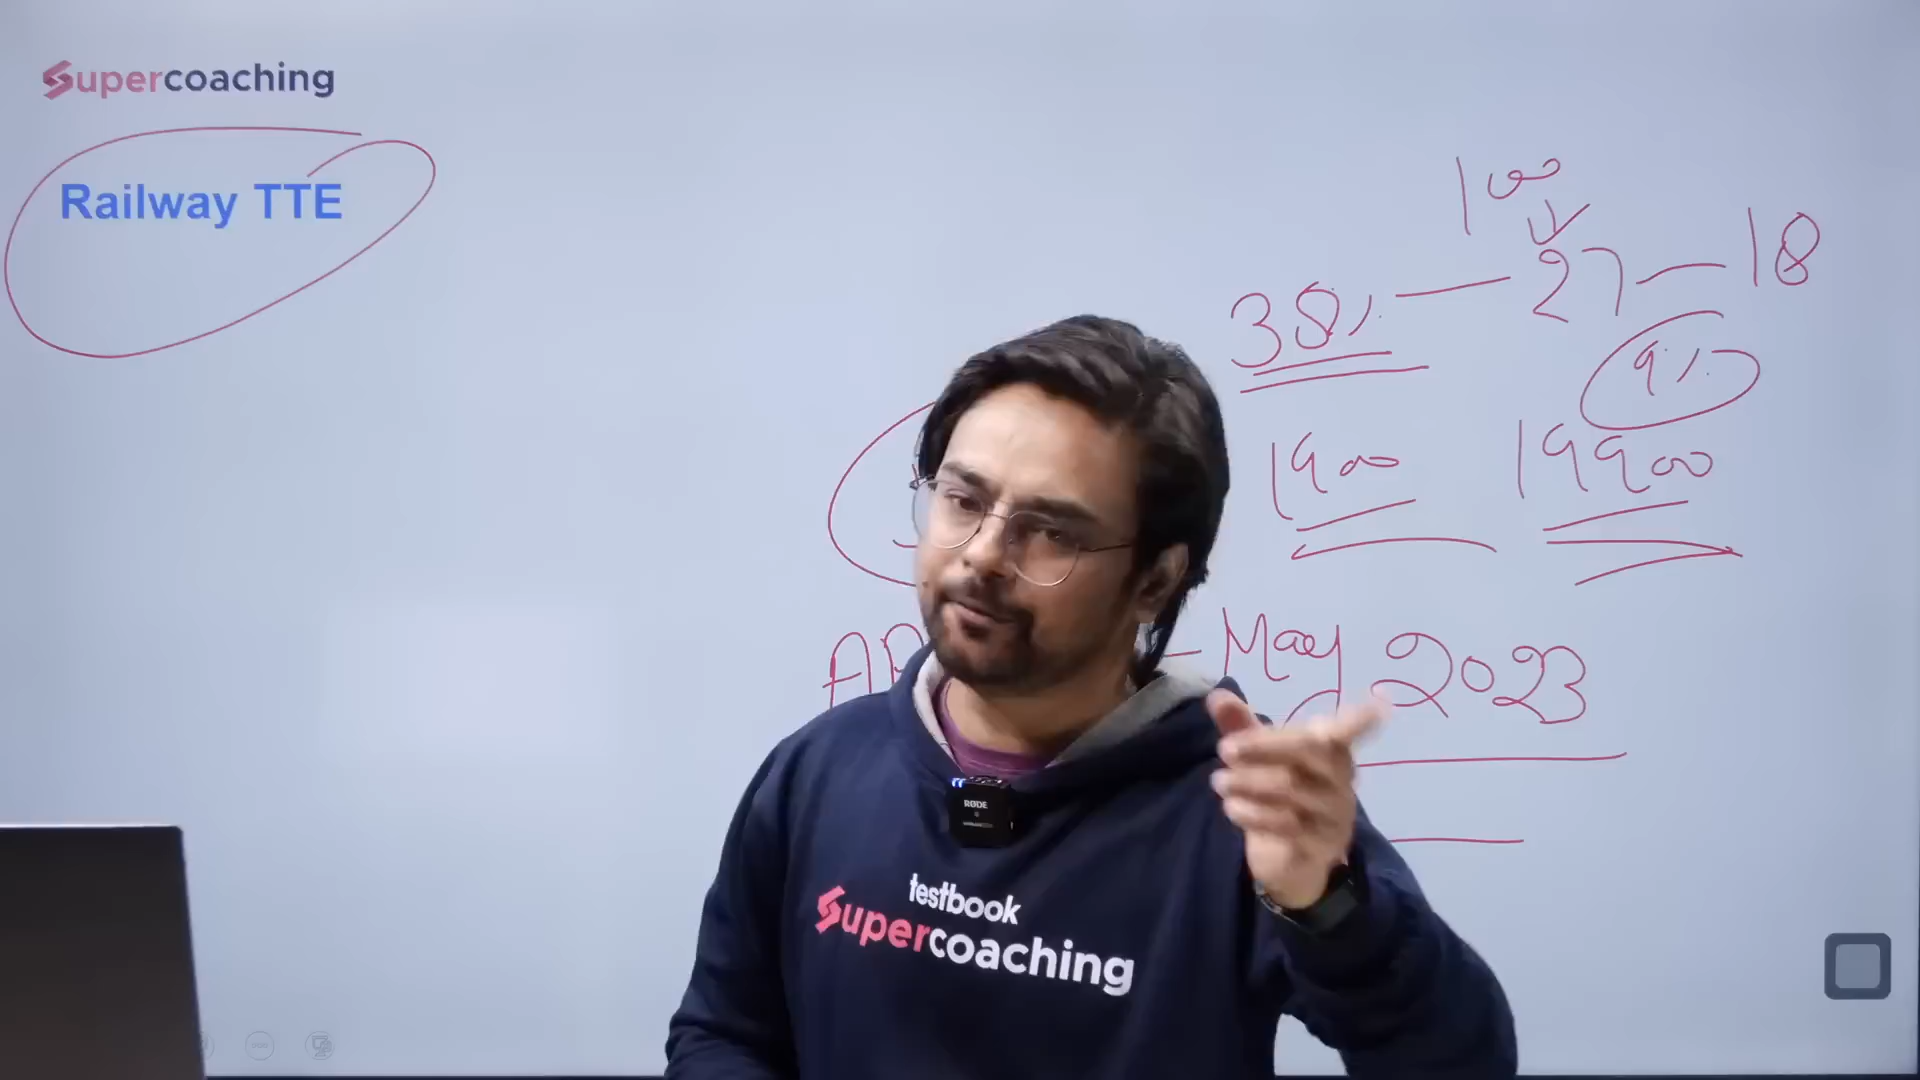 Supercoaching
Railway TTE
100
38% — 27 — 18
9%
1900 19900
— May 2023
RØDE
testbook
Supercoaching